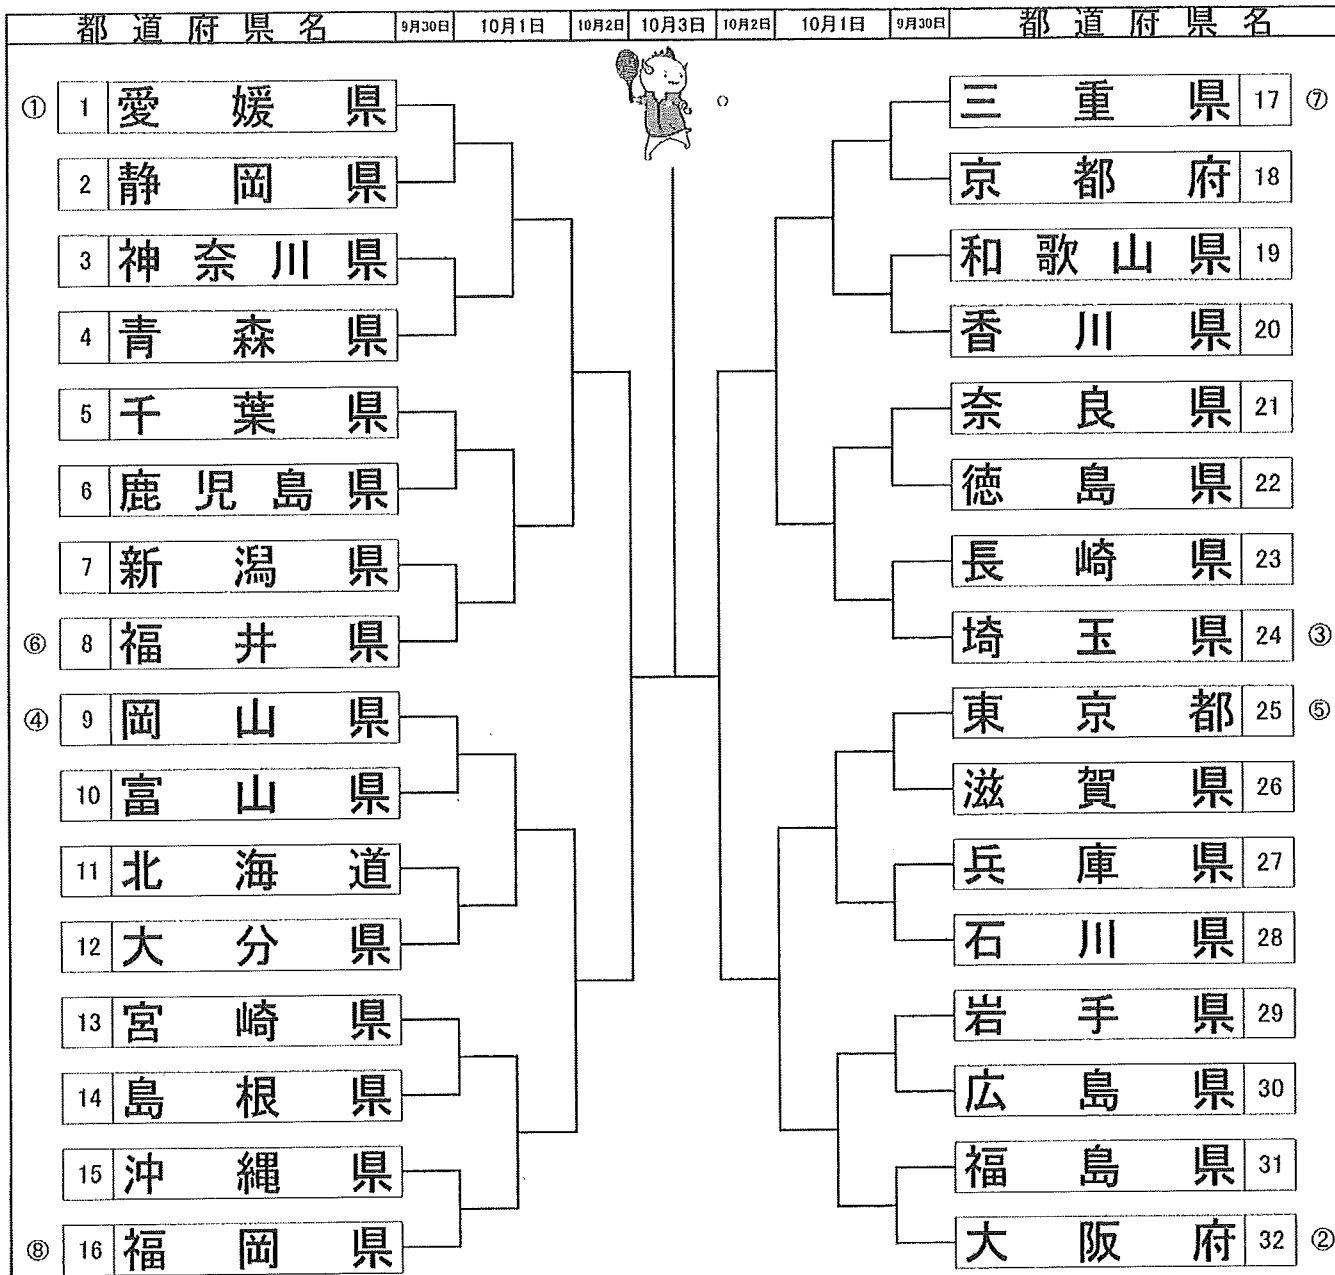 都道府県名 9月30日 10月1日 10月2日 10月3日 10月2日 10月1日 9月30日 都道府県名
① 1 愛媛県
2 静岡県
3 神奈川県
4 青森県
5 千葉県
6 鹿児島県
7 新潟県
⑥ 8 福井県
④ 9 岡山県
10 富山県
11 北海道
12 大分県
13 宮崎県
14 島根県
15 沖縄県
⑧ 16 福岡県
三重県 17 ⑦
京都府 18
和歌山県 19
香川県 20
奈良県 21
徳島県 22
長崎県 23
埼玉県 24 ③
東京都 25 ⑤
滋賀県 26
兵庫県 27
石川県 28
岩手県 29
広島県 30
福島県 31
大阪府 32 ②